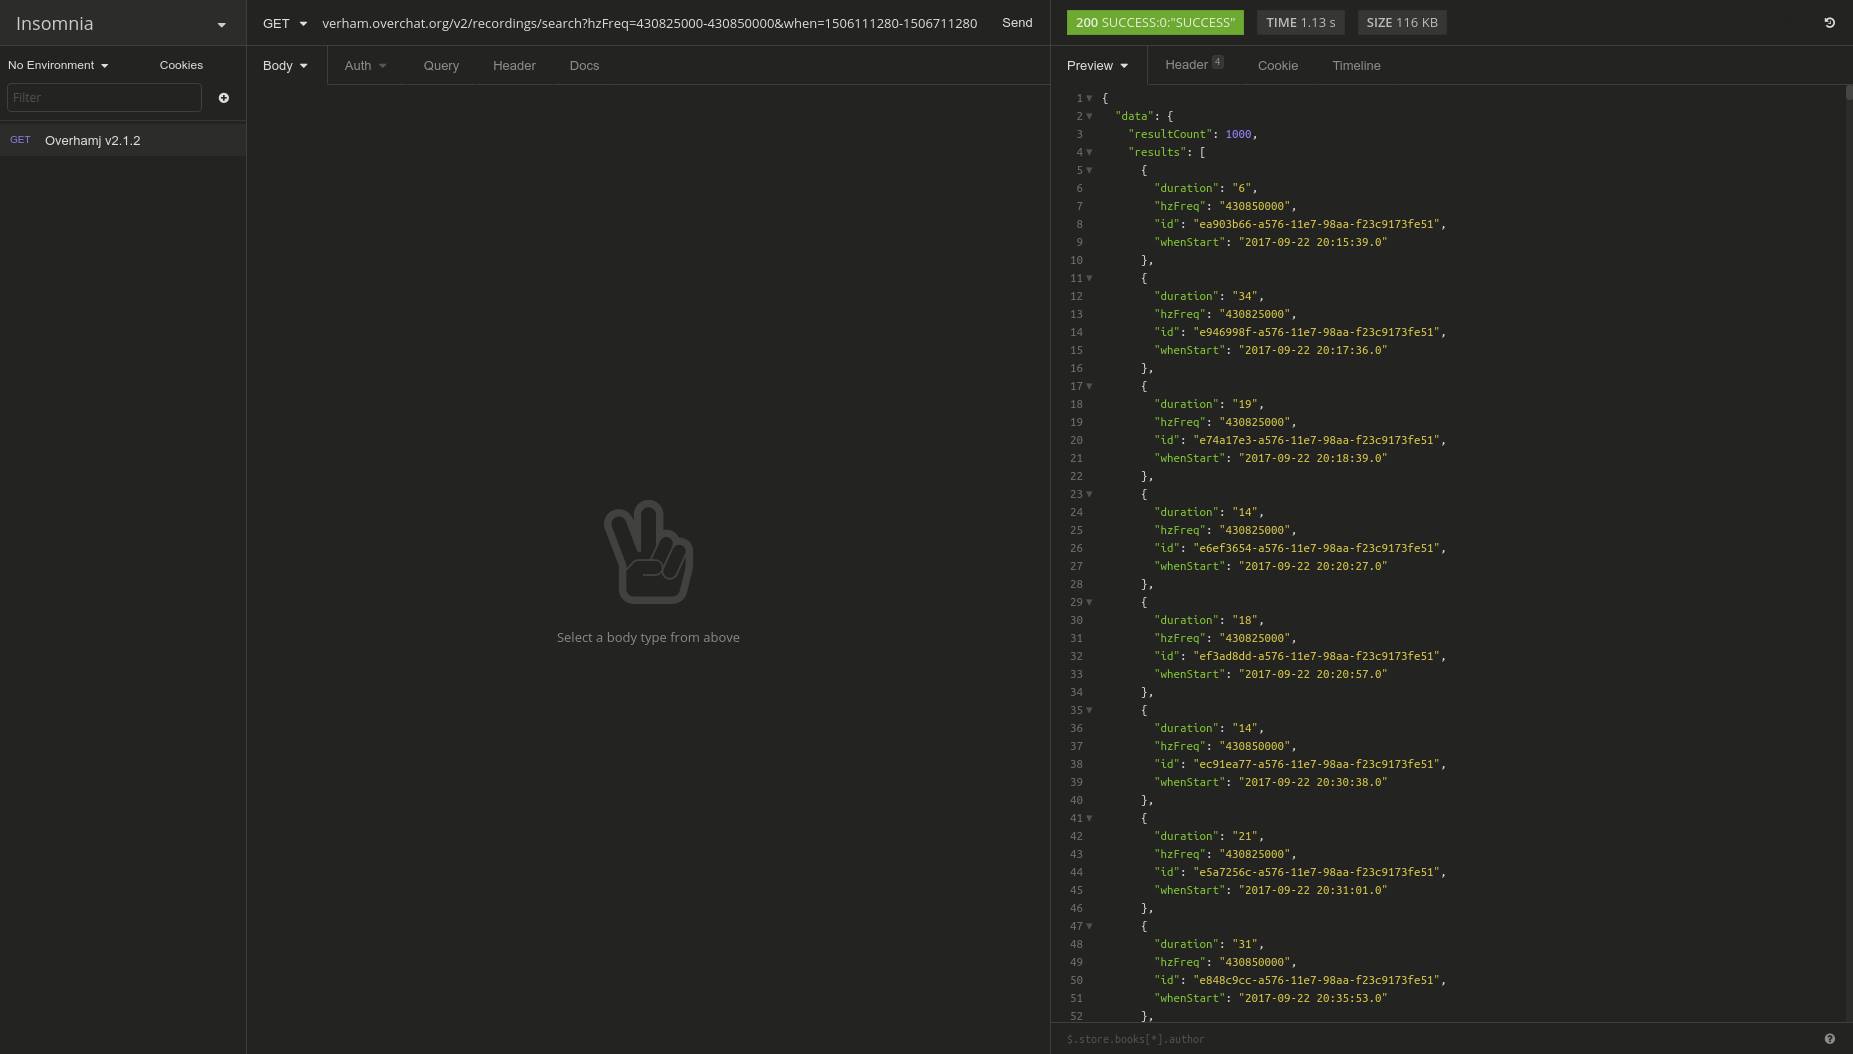 Insomnia
GET verham.overchat.org/v2/recordings/search?hzFreq=430825000-430850000&when=1506111280-1506711280 Send
200 SUCCESS:0:"SUCCESS" TIME 1.13 s SIZE 116 KB
No Environment Cookies
Body Auth Query Header Docs
Preview Header 4 Cookie Timeline
Filter
GET Overhamj v2.1.2
Select a body type from above
1 {
2 "data": {
3 "resultCount": 1000,
4 "results": [
5 {
6 "duration": "6",
7 "hzFreq": "430850000",
8 "id": "ea903b66-a576-11e7-98aa-f23c9173fe51",
9 "whenStart": "2017-09-22 20:15:39.0"
10 },
11 {
12 "duration": "34",
13 "hzFreq": "430825000",
14 "id": "e946998f-a576-11e7-98aa-f23c9173fe51",
15 "whenStart": "2017-09-22 20:17:36.0"
16 },
17 {
18 "duration": "19",
19 "hzFreq": "430825000",
20 "id": "e74a17e3-a576-11e7-98aa-f23c9173fe51",
21 "whenStart": "2017-09-22 20:18:39.0"
22 },
23 {
24 "duration": "14",
25 "hzFreq": "430825000",
26 "id": "e6ef3654-a576-11e7-98aa-f23c9173fe51",
27 "whenStart": "2017-09-22 20:20:27.0"
28 },
29 {
30 "duration": "18",
31 "hzFreq": "430825000",
32 "id": "ef3ad8dd-a576-11e7-98aa-f23c9173fe51",
33 "whenStart": "2017-09-22 20:20:57.0"
34 },
35 {
36 "duration": "14",
37 "hzFreq": "430850000",
38 "id": "ec91ea77-a576-11e7-98aa-f23c9173fe51",
39 "whenStart": "2017-09-22 20:30:38.0"
40 },
41 {
42 "duration": "21",
43 "hzFreq": "430825000",
44 "id": "e5a7256c-a576-11e7-98aa-f23c9173fe51",
45 "whenStart": "2017-09-22 20:31:01.0"
46 },
47 {
48 "duration": "31",
49 "hzFreq": "430850000",
50 "id": "e848c9cc-a576-11e7-98aa-f23c9173fe51",
51 "whenStart": "2017-09-22 20:35:53.0"
52 },
$.store.books[*].author